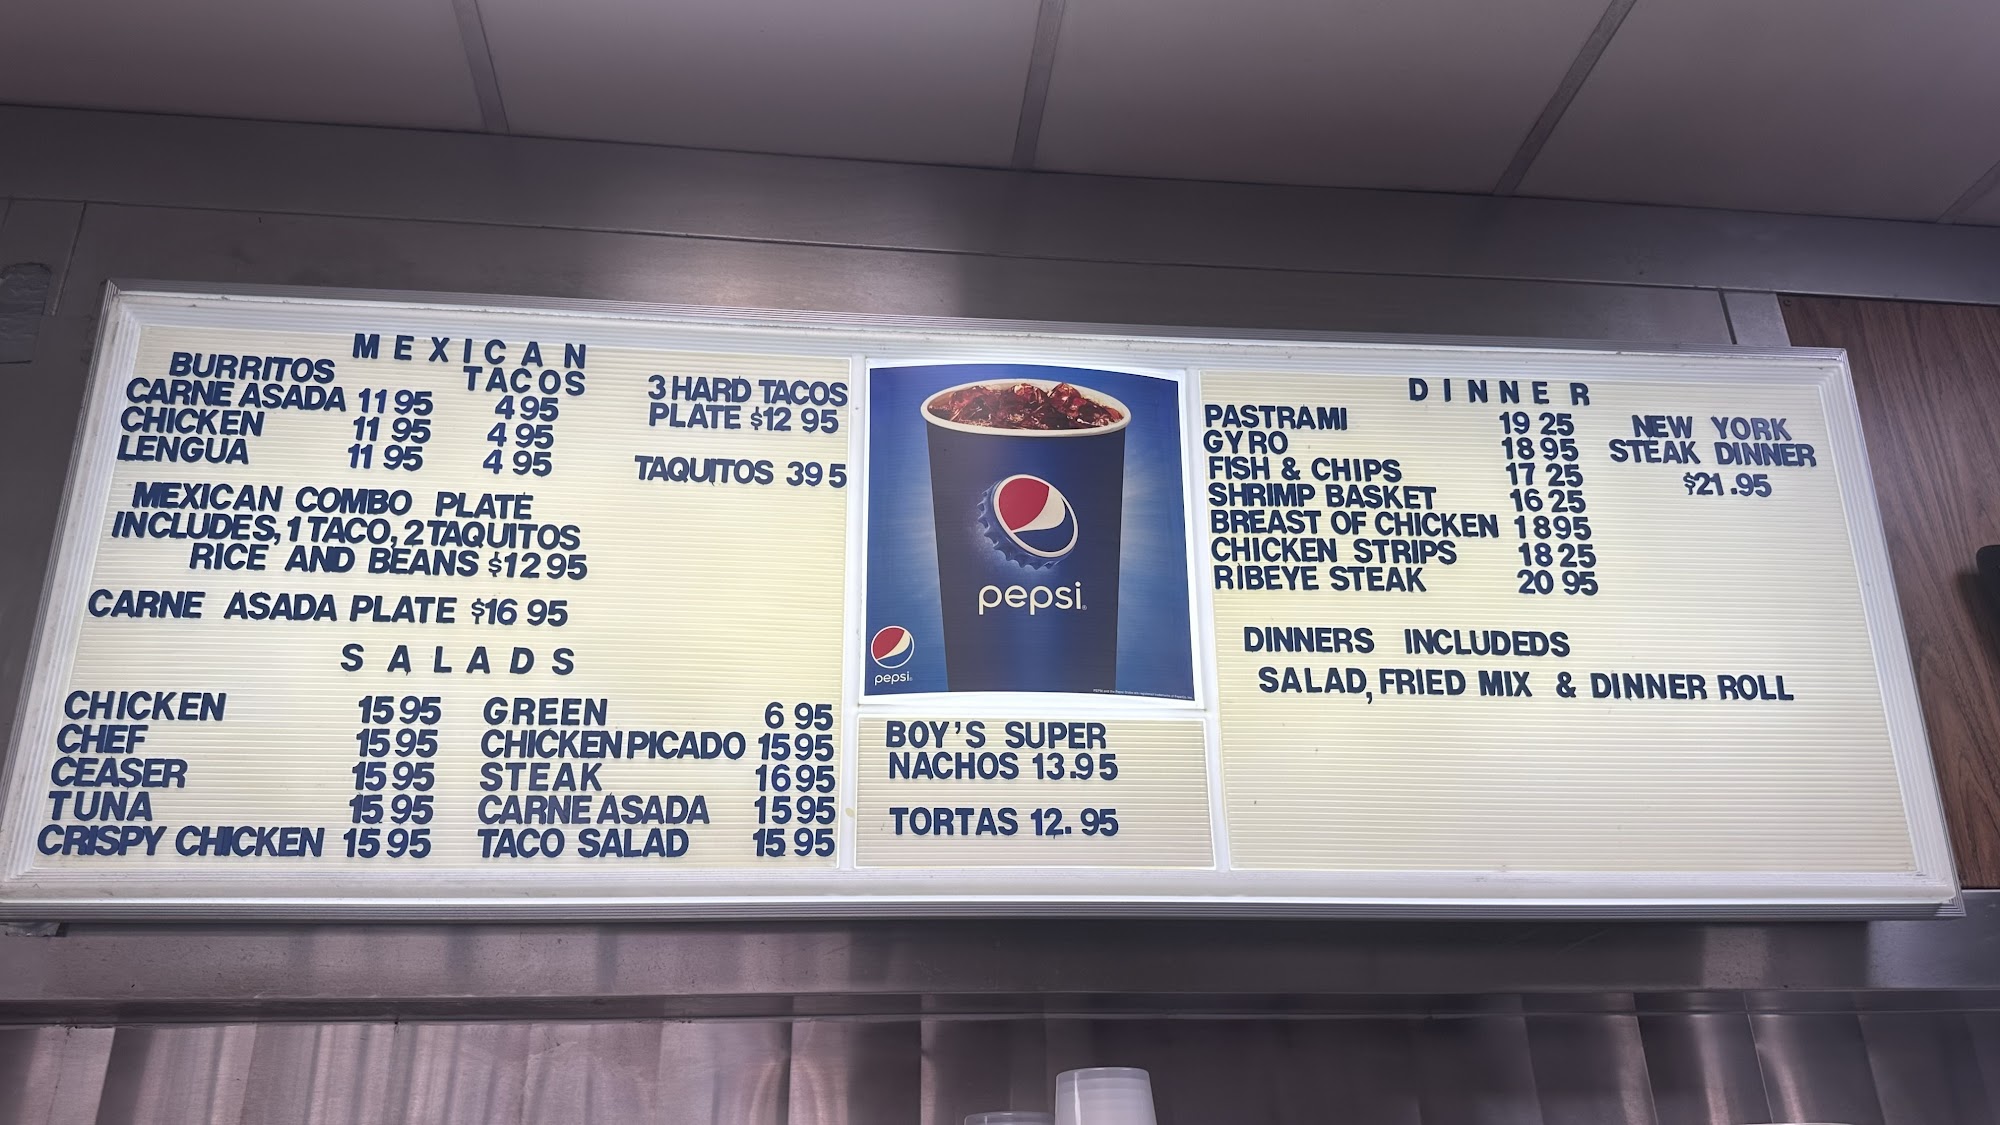 MEXICAN
BURRITOS TACOS
CARNE ASADA 11 95 4 95
CHICKEN 11 95 4 95
LENGUA 11 95 4 95
3 HARD TACOS
PLATE $12 95
TAQUITOS 39 5
MEXICAN COMBO PLATE
INCLUDES, 1 TACO, 2 TAQUITOS
RICE AND BEANS $12 95
CARNE ASADA PLATE $16 95
SALADS
CHICKEN 15 95 GREEN 6 95
CHEF 15 95 CHICKEN PICADO 15 95
CEASER 15 95 STEAK 16 95
TUNA 15 95 CARNE ASADA 15 95
CRISPY CHICKEN 15 95 TACO SALAD 15 95
pepsi
pepsi
BOY'S SUPER
NACHOS 13.95
TORTAS 12.95
DINNER
PASTRAMI 19 25
GYRO 18 95
FISH & CHIPS 17 25
SHRIMP BASKET 16 25
BREAST OF CHICKEN 18 95
CHICKEN STRIPS 18 25
RIBEYE STEAK 20 95
NEW YORK
STEAK DINNER
$21.95
DINNERS INCLUDEDS
SALAD, FRIED MIX & DINNER ROLL